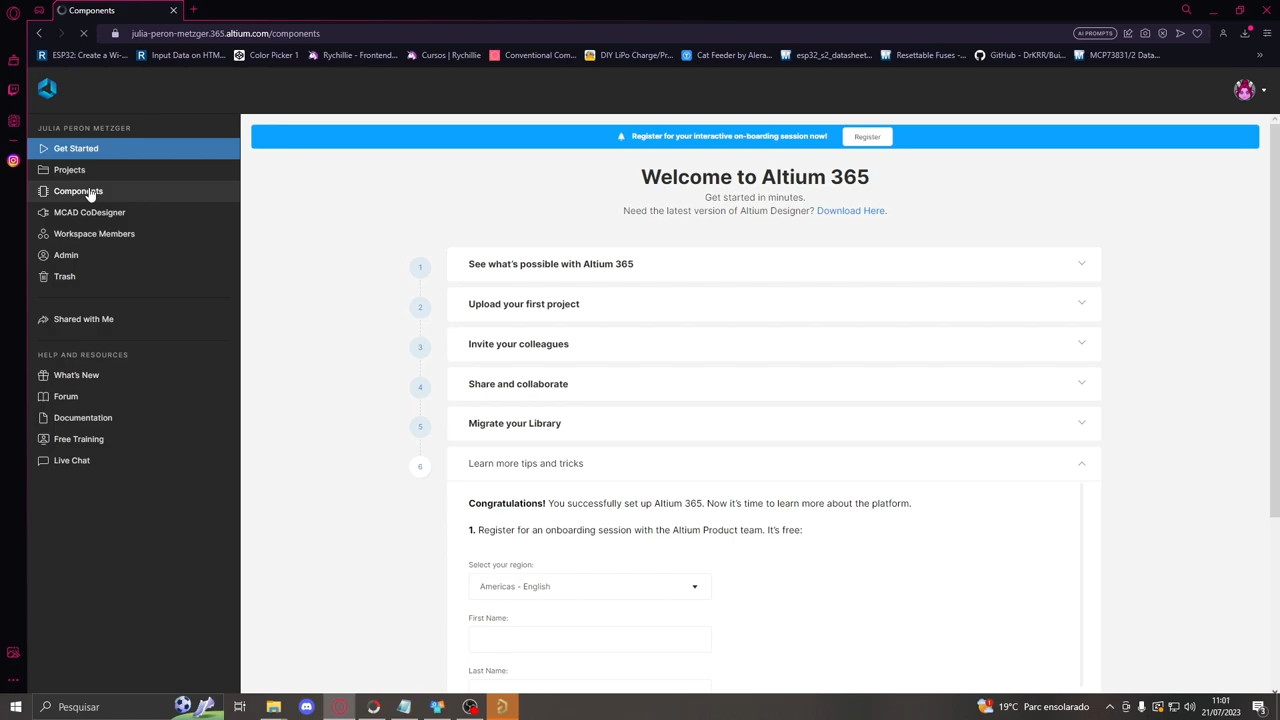 Components
julia-peron-metzger.365.altium.com/components
AI PROMPTS
ESP32: Create a Wi-...
Input Data on HTM...
Color Picker 1
Rychillie - Frontend...
Cursos | Rychillie
Conventional Com...
DIY LiPo Charge/Pr...
Cat Feeder by Alera...
esp32_s2_datasheet...
Resettable Fuses -...
GitHub - DrKRR/Bui...
MCP73831/2 Data...
JULIA PERON METZGER
Get Started
Projects
Components
MCAD CoDesigner
Workspace Members
Admin
Trash
Shared with Me
HELP AND RESOURCES
What's New
Forum
Documentation
Free Training
Live Chat
Register for your interactive on-boarding session now!
Register
Welcome to Altium 365
Get started in minutes.
Need the latest version of Altium Designer? Download Here.
1
See what's possible with Altium 365
2
Upload your first project
3
Invite your colleagues
4
Share and collaborate
5
Migrate your Library
6
Learn more tips and tricks
Congratulations! You successfully set up Altium 365. Now it's time to learn more about the platform.
1. Register for an onboarding session with the Altium Product team. It's free:
Select your region:
Americas - English
First Name:
Last Name:
Pesquisar
19°C Parc ensolarado
11:01
21/07/2023